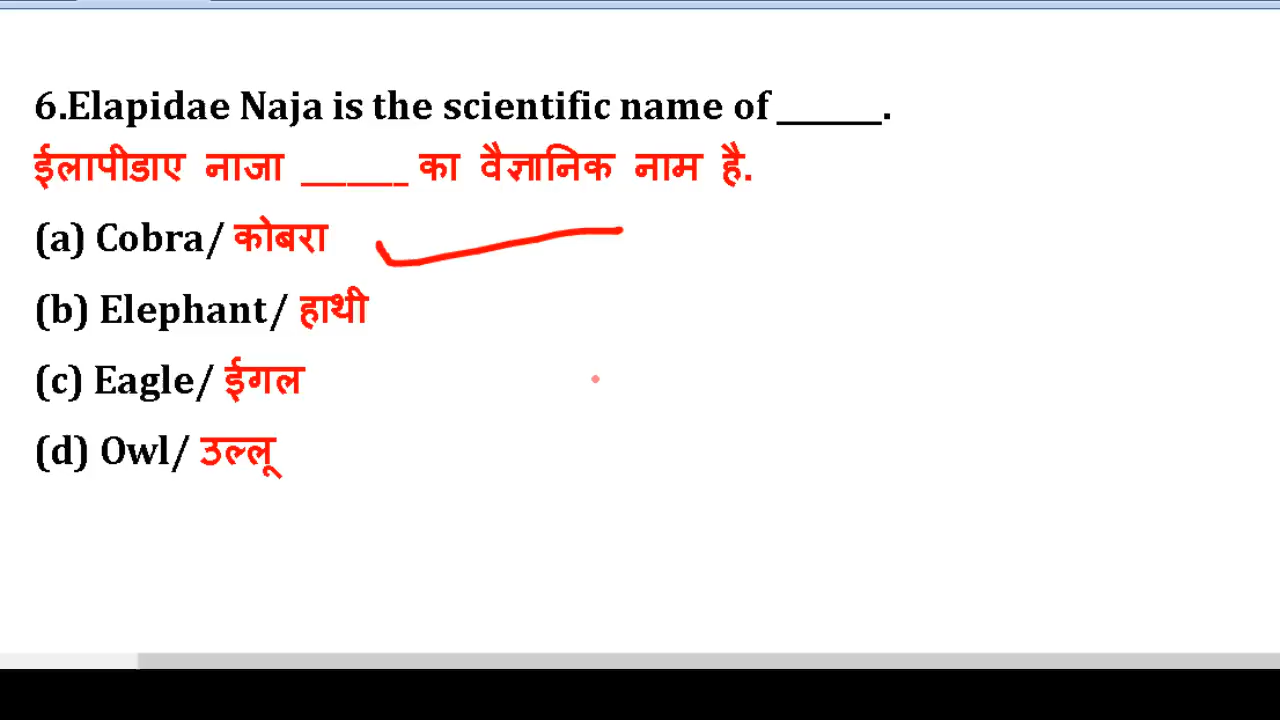 6.Elapidae Naja is the scientific name of ______.
ईलापीडाए नाजा ______ का वैज्ञानिक नाम है.
(a) Cobra/ कोबरा
(b) Elephant/ हाथी
(c) Eagle/ ईगल
(d) Owl/ उल्लू